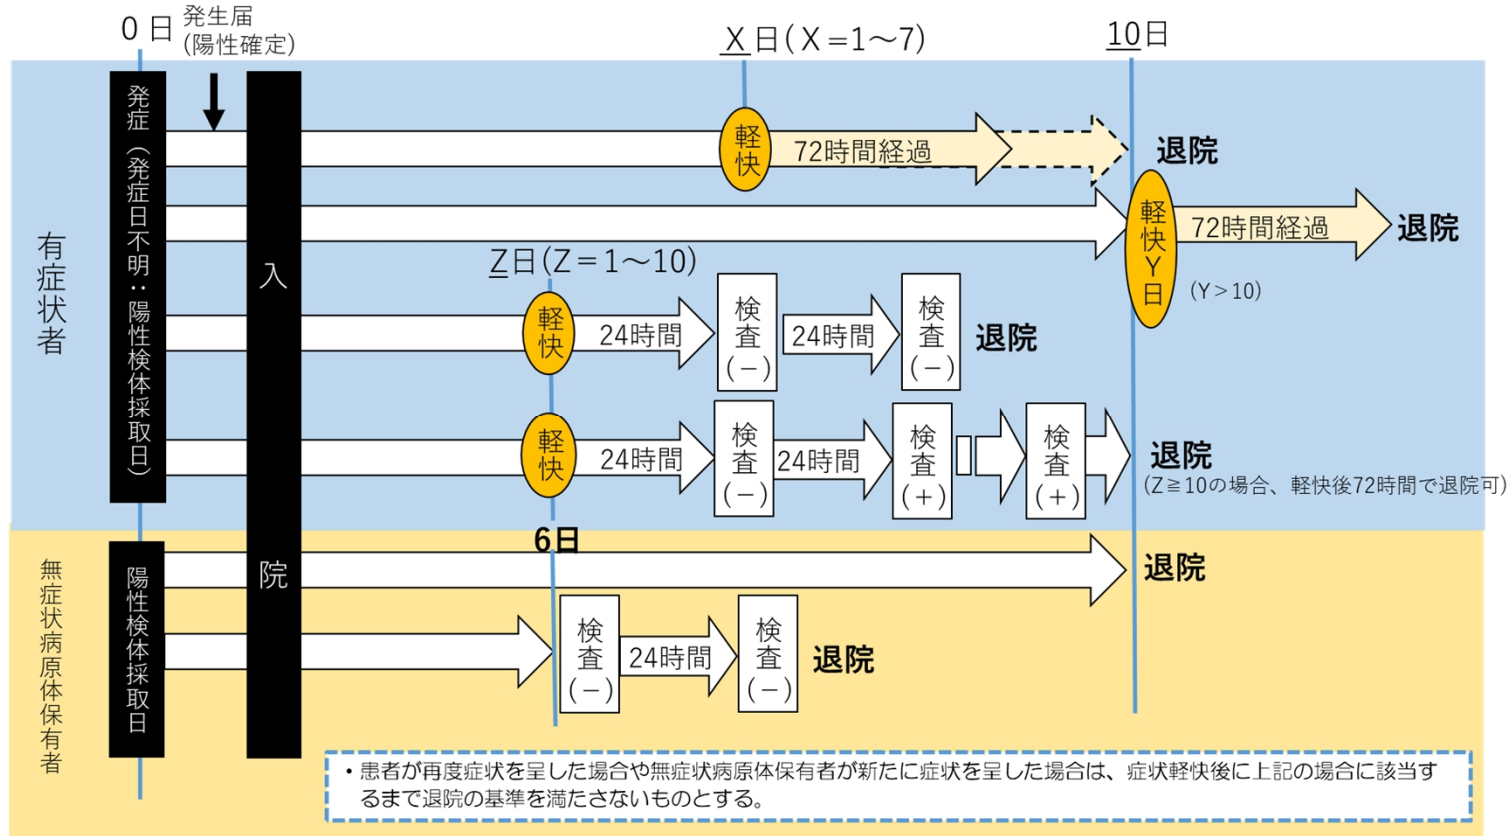 0 日
発生届
(陽性確定)
X 日(X=1～7)
10日
有症状者
発症(発症日不明:陽性検体採取日)
入院
軽快
72時間経過
退院
軽快Y日
72時間経過
退院
(Y>10)
Z日(Z=1～10)
軽快
24時間
検査(-)
24時間
検査(-)
退院
軽快
24時間
検査(-)
24時間
検査(+)
検査(+)
退院
(Z≧10の場合、軽快後72時間で退院可)
6日
無症状病原体保有者
陽性検体採取日
退院
検査(-)
24時間
検査(-)
退院
・患者が再度症状を呈した場合や無症状病原体保有者が新たに症状を呈した場合は、症状軽快後に上記の場合に該当す
るまで退院の基準を満たさないものとする。